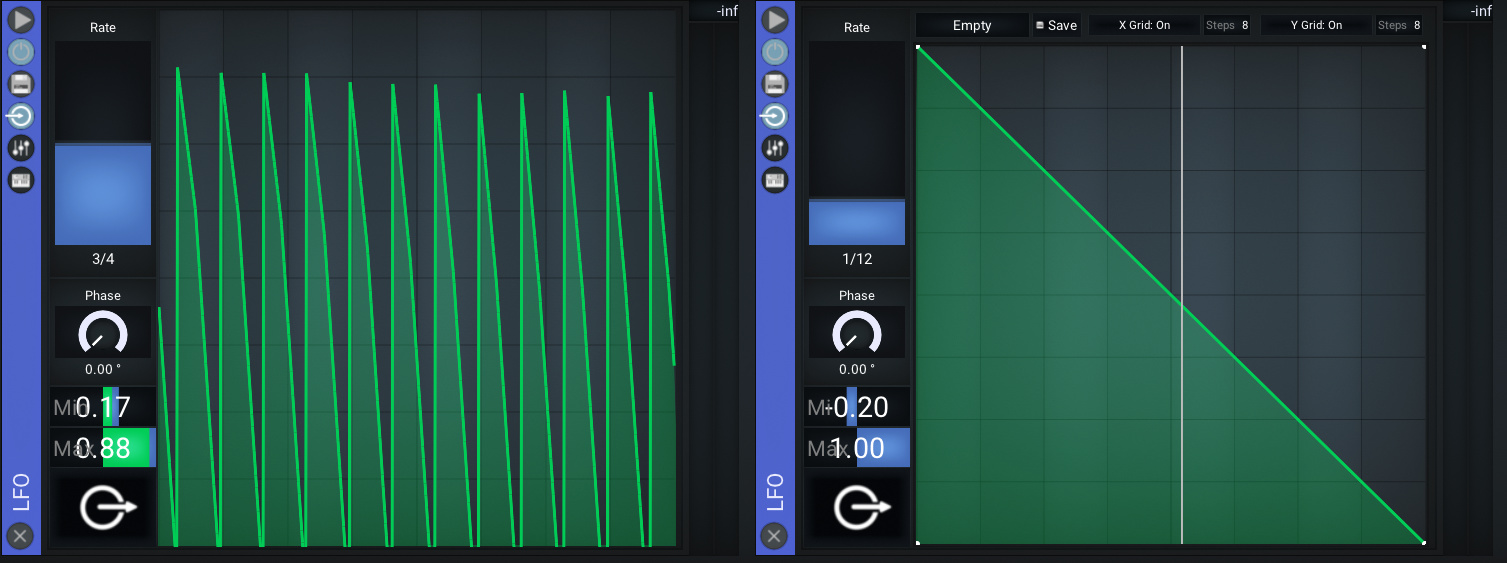 -inf
Rate
3/4
Phase
0.00 °
Min
0.17
Max
0.88
LFO
-inf
Rate
Empty Save X Grid: On Steps 8 Y Grid: On Steps 8
1/12
Phase
0.00 °
Mi
-0.20
Max
1.00
LFO